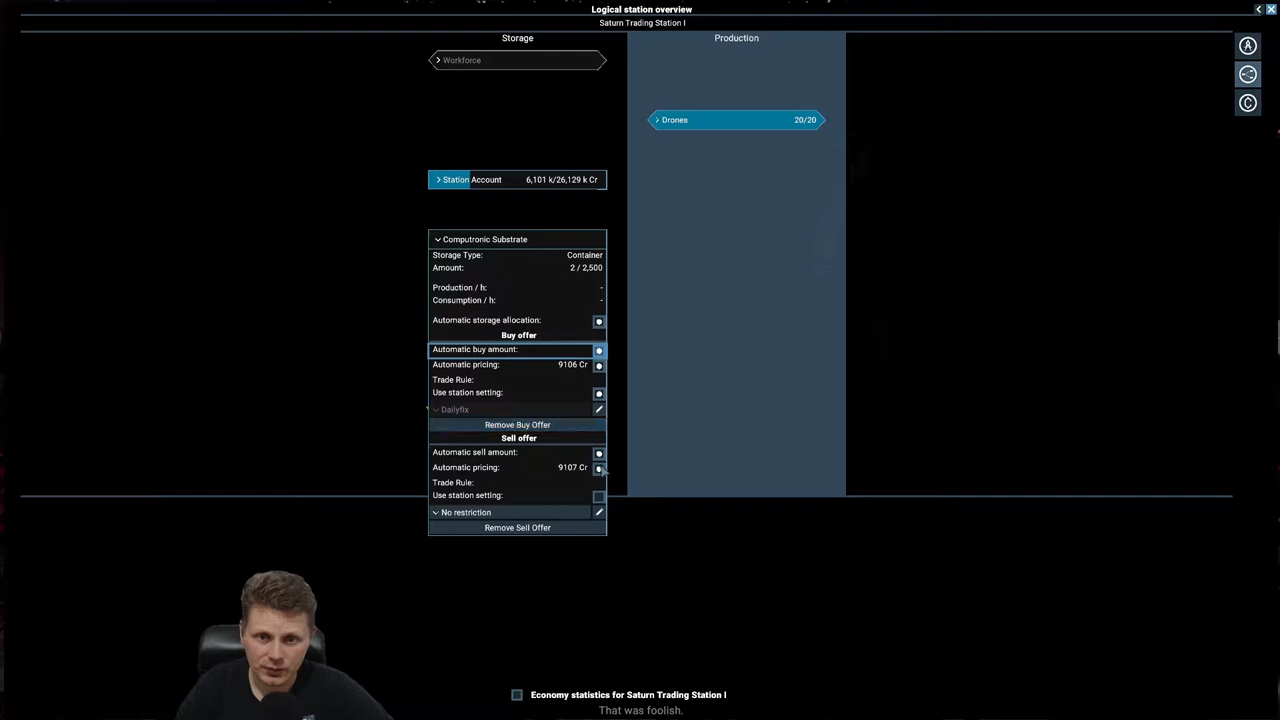 Logical station overview
Saturn Trading Station I
Storage
Production
Workforce
Drones 20/20
Station Account 6,101 k/26,129 k Cr
Computronic Substrate
Storage Type: Container
Amount: 2 / 2,500
Production / h: -
Consumption / h: -
Automatic storage allocation:
Buy offer
Automatic buy amount:
Automatic pricing: 9106 Cr
Trade Rule:
Use station setting:
Dailyfix
Remove Buy Offer
Sell offer
Automatic sell amount:
Automatic pricing: 9107 Cr
Trade Rule:
Use station setting:
No restriction
Remove Sell Offer
Economy statistics for Saturn Trading Station I
That was foolish.